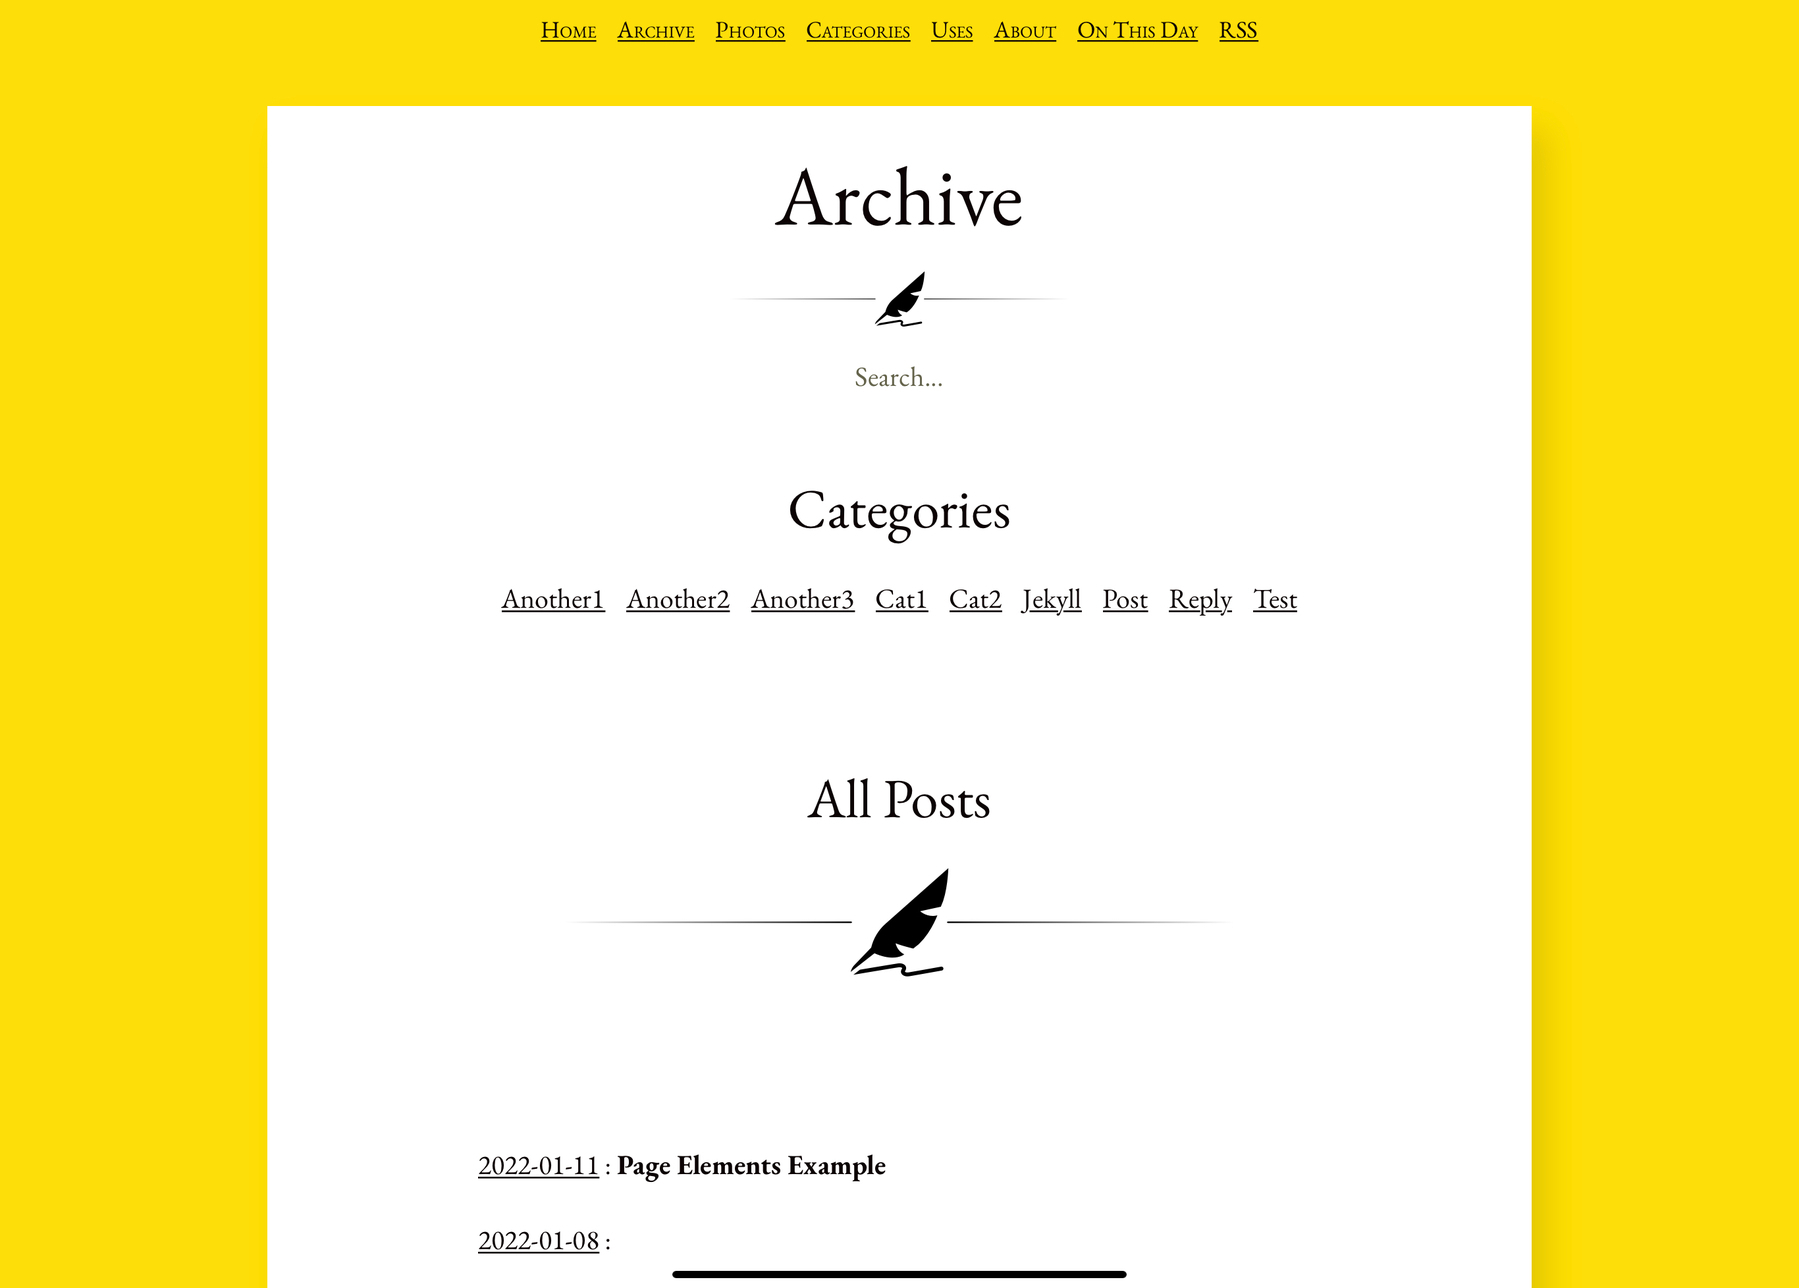 Home Archive Photos Categories Uses About On This Day RSS
Archive
Search...
Categories
Another1 Another2 Another3 Cat1 Cat2 Jekyll Post Reply Test
All Posts
2022-01-11 : Page Elements Example
2022-01-08 :